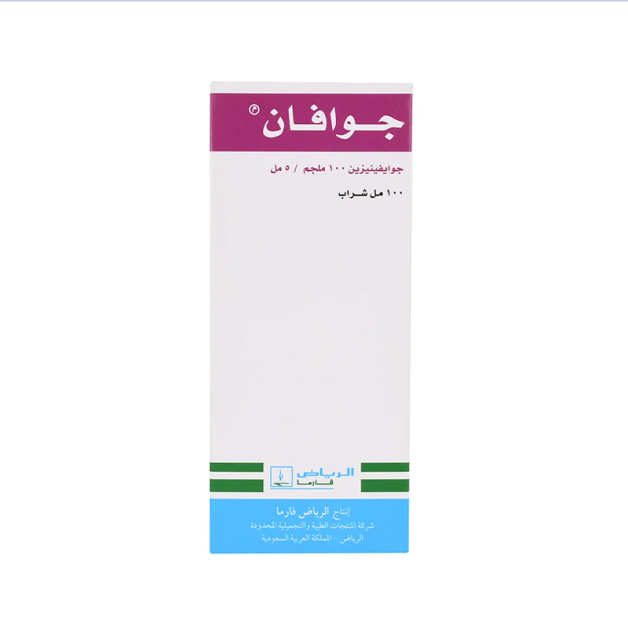 جوافان م
جوايفينيزين ١٠٠ ملجم / ٥ مل
١٠٠ مل شراب
الرياض
فارما
إنتاج الرياض فارما
شركة المنتجات الطبية والتجميلية المحدودة
الرياض - المملكة العربية السعودية